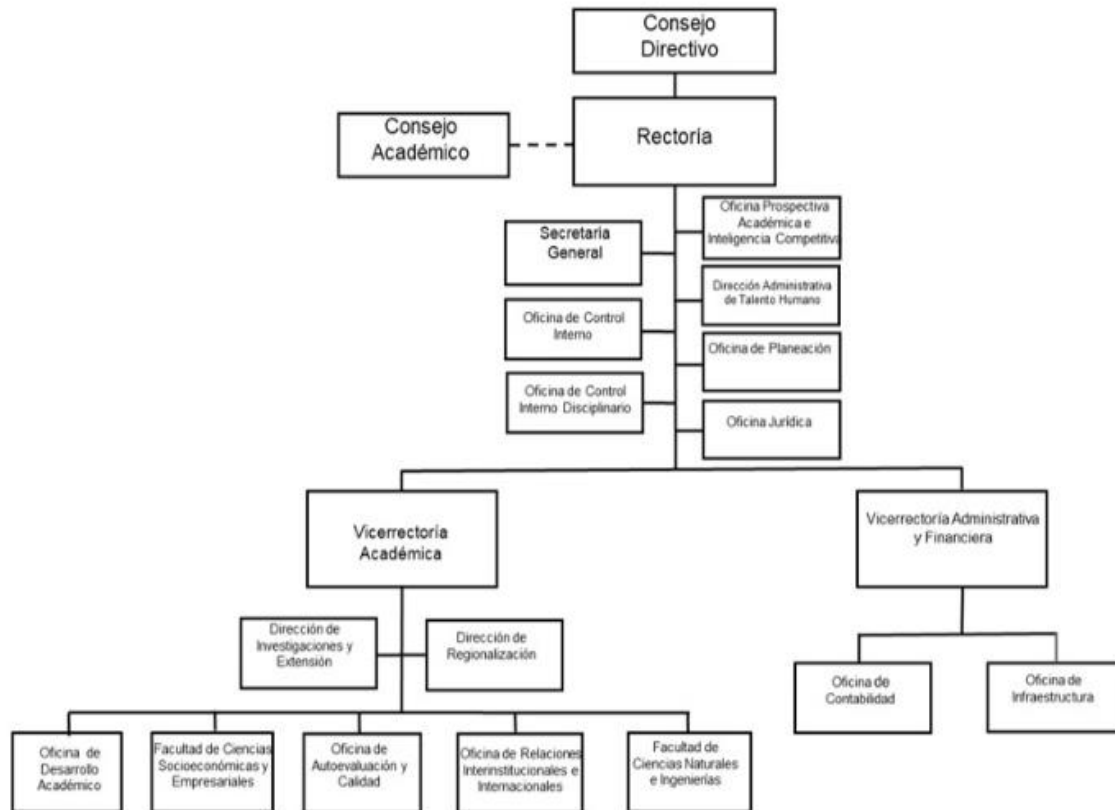 Consejo
Directivo
Consejo
Académico
Rectoría
Oficina Prospectiva
Académica e
Inteligencia Competitiva
Secretaría
General
Dirección Administrativa
de Talento Humano
Oficina de Control
Interno
Oficina de Planeación
Oficina de Control
Interno Disciplinario
Oficina Jurídica
Vicerrectoría
Académica
Vicerrectoría Administrativa
y Financiera
Dirección de
Investigaciones y
Extensión
Dirección de
Regionalización
Oficina de
Contabilidad
Oficina de
Infraestructura
Oficina de
Desarrollo
Académico
Facultad de Ciencias
Socioeconómicas y
Empresariales
Oficina de
Autoevaluación y
Calidad
Oficina de Relaciones
Interinstitucionales e
Internacionales
Facultad de
Ciencias Naturales
e Ingenierías